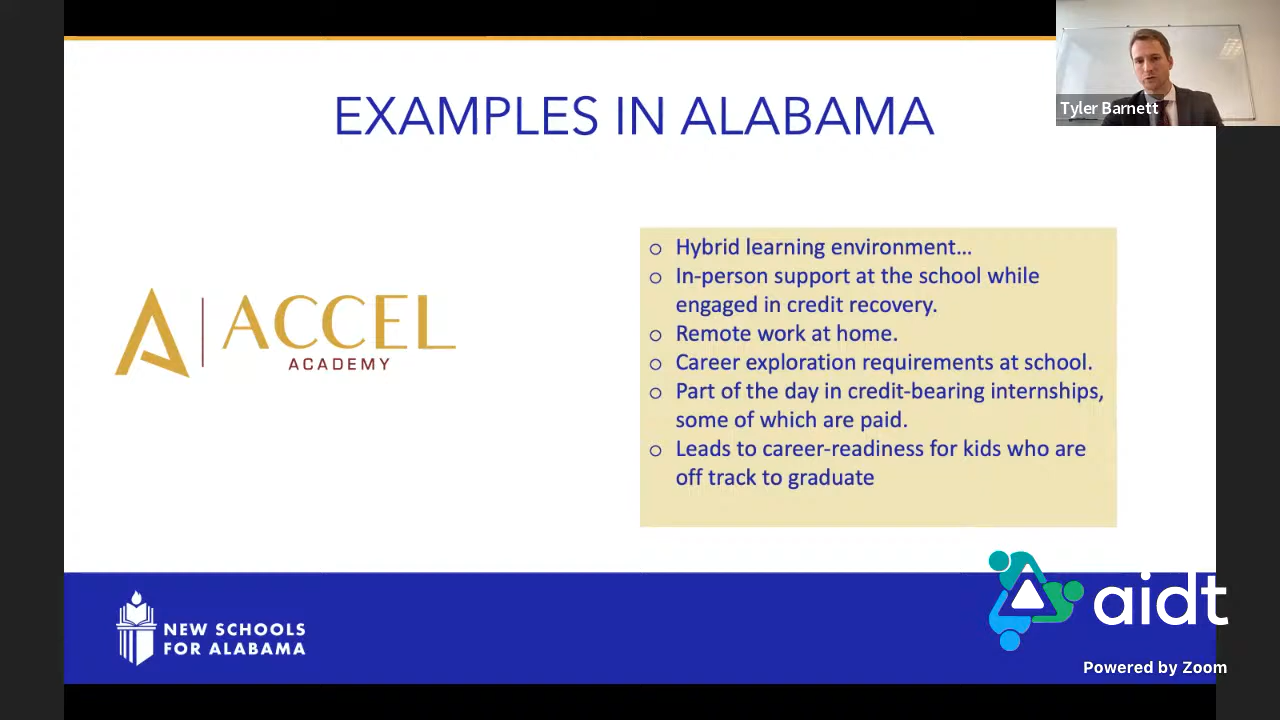 EXAMPLES IN ALABAMA
Tyler Barnett
ACCEL
ACADEMY
o Hybrid learning environment...
o In-person support at the school while
engaged in credit recovery.
o Remote work at home.
o Career exploration requirements at school.
o Part of the day in credit-bearing internships,
some of which are paid.
o Leads to career-readiness for kids who are
off track to graduate
NEW SCHOOLS
FOR ALABAMA
aidt
Powered by Zoom